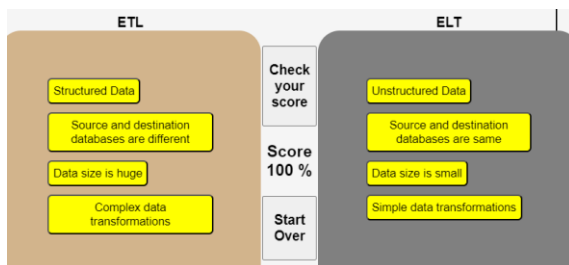 ETL
Structured Data
Source and destination
databases are different
Data size is huge
Complex data
transformations
Check
your
score
Score
100 %
Start
Over
ELT
Unstructured Data
Source and destination
databases are same
Data size is small
Simple data transformations